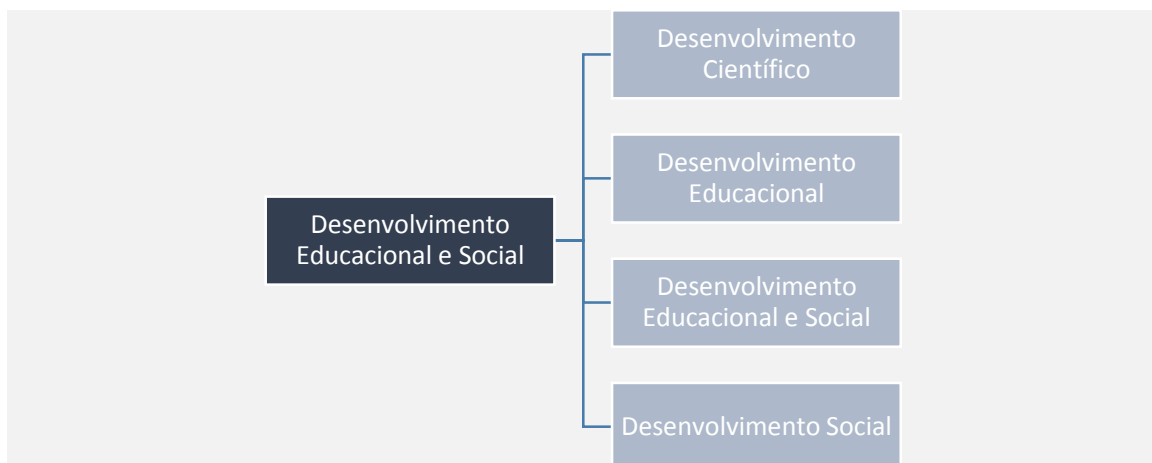 Desenvolvimento
Educacional e Social
Desenvolvimento
Científico
Desenvolvimento
Educacional
Desenvolvimento
Educacional e Social
Desenvolvimento Social